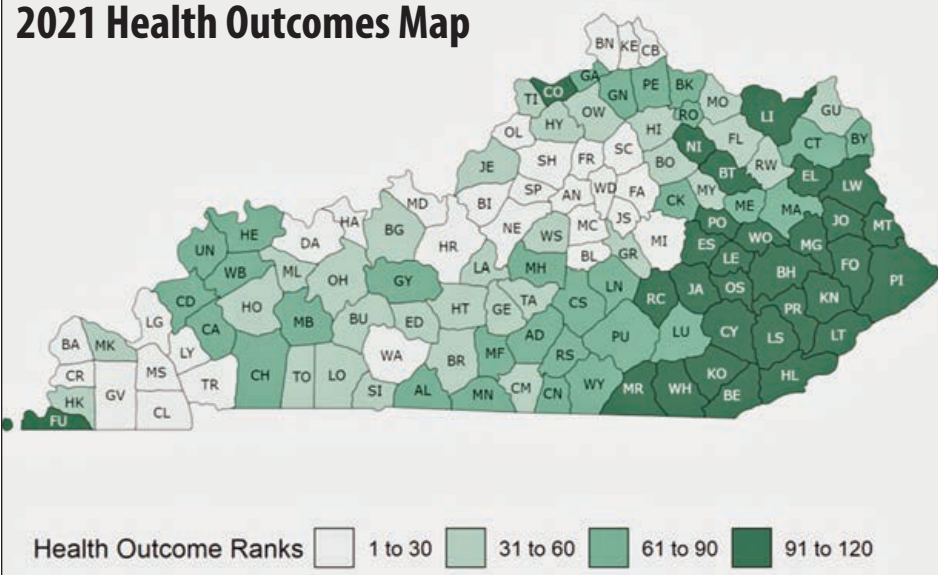 2021 Health Outcomes Map
BN KE CB
CO GA GN PE BK
TI HY OW RO MO LI GU
OL HI NI FL CT BY
JE SH FR SC BO BT RW EL LW
MD BI SP AN WD FA CK MY ME MA JO MT
HA BG NE WS MC JS PO WO MG
UN HE DA HR BL GR MI ES LE FO PI
WB ML OH GY LA MH LN RC JA OS BH KN
CD HO BU ED HT GE TA CS PR
CA MB AD PU LU CY LS LT
LG LY WA BR MF RS KO HL
BA MK MS TR CH TO LO SI AL MN CM CN WY MR WH BE
CR GV CL
HK
FU
Health Outcome Ranks 1 to 30 31 to 60 61 to 90 91 to 120